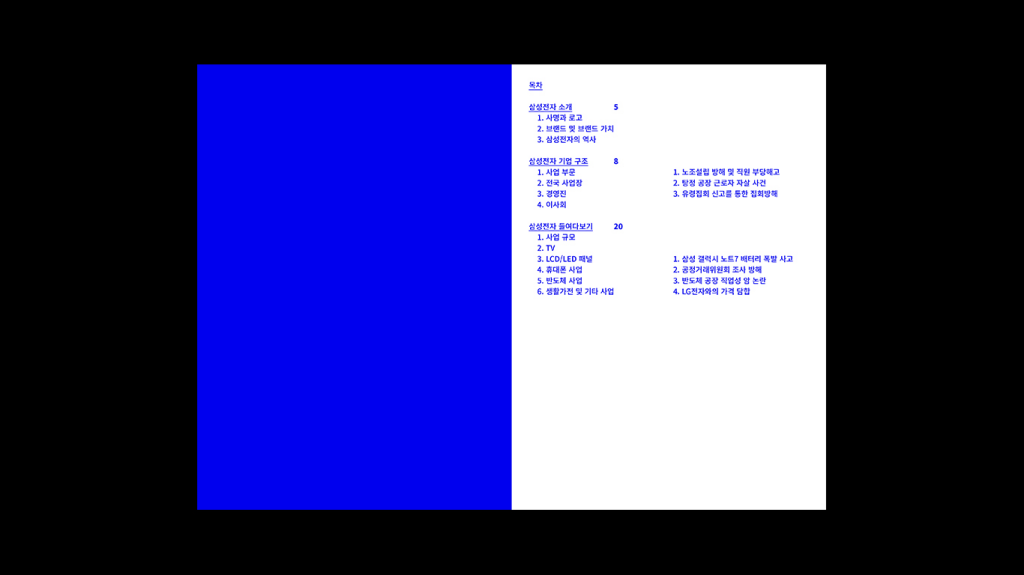 목차
삼성전자 소개 5
1. 사명과 로고
2. 브랜드 및 브랜드 가치
3. 삼성전자의 역사
삼성전자 기업 구조 8
1. 사업 부문
2. 전국 사업장
3. 경영진
4. 이사회
1. 노조설립 방해 및 직원 부당해고
2. 탕정 공장 근로자 자살 사건
3. 유령집회 신고를 통한 집회방해
삼성전자 들여다보기 20
1. 사업 규모
2. TV
3. LCD/LED 패널
4. 휴대폰 사업
5. 반도체 사업
6. 생활가전 및 기타 사업
1. 삼성 갤럭시 노트7 배터리 폭발 사고
2. 공정거래위원회 조사 방해
3. 반도체 공장 직업성 암 논란
4. LG전자와의 가격 담합